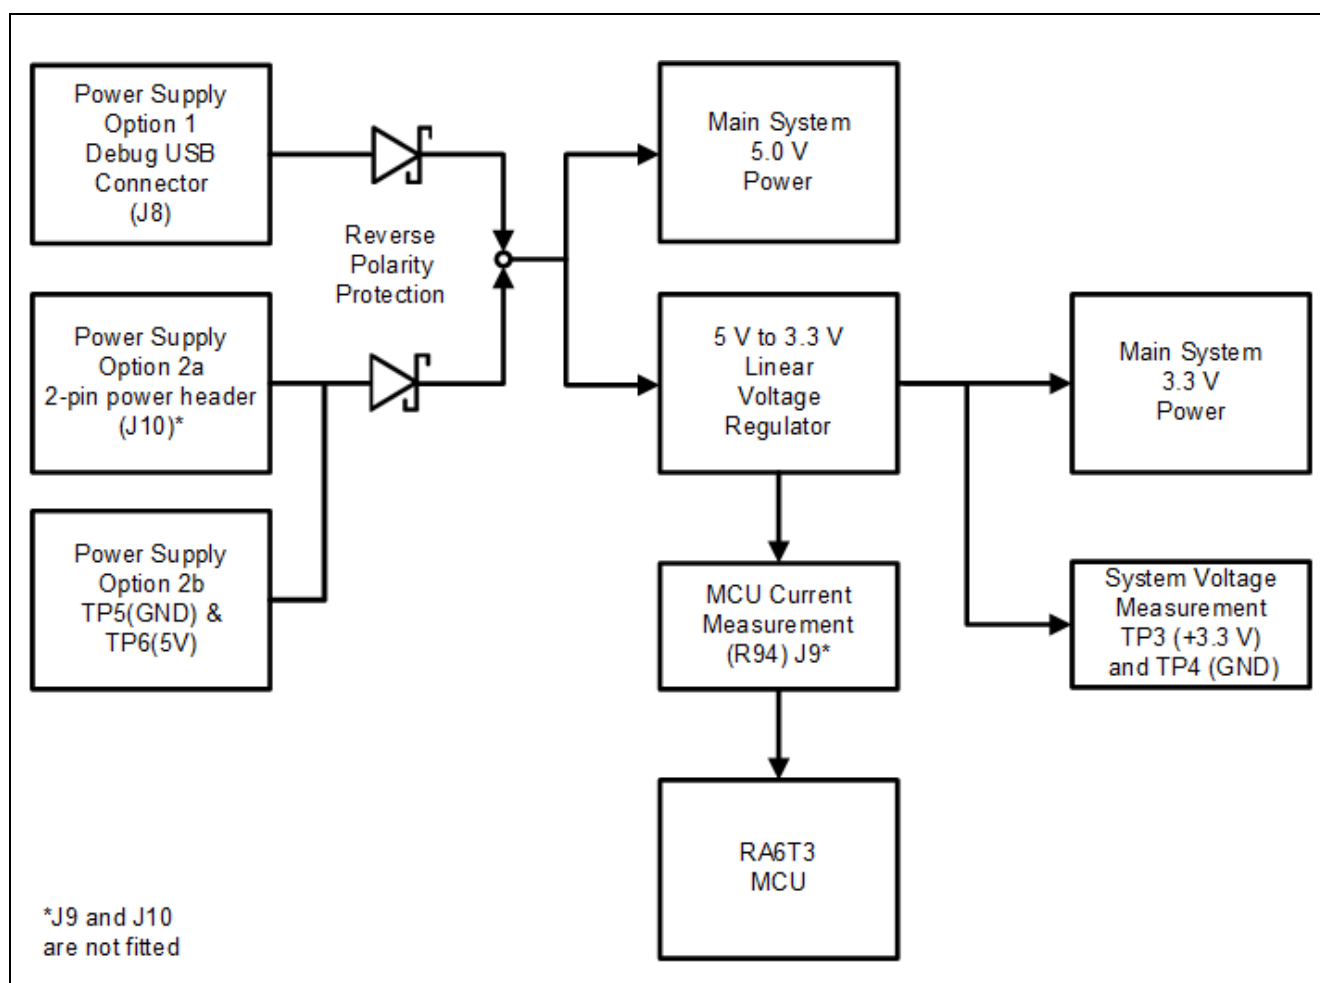 Power Supply
Option 1
Debug USB
Connector
(J8)
Reverse
Polarity
Protection
Main System
5.0 V
Power
Power Supply
Option 2a
2-pin power header
(J10)*
5 V to 3.3 V
Linear
Voltage
Regulator
Main System
3.3 V
Power
Power Supply
Option 2b
TP5(GND) &
TP6(5V)
MCU Current
Measurement
(R94) J9*
System Voltage
Measurement
TP3 (+3.3 V)
and TP4 (GND)
RA6T3
MCU
*J9 and J10
are not fitted